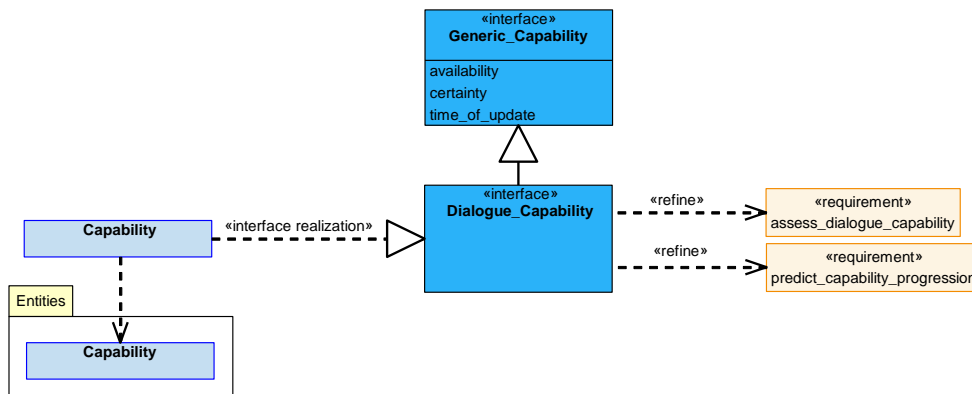 «interface»
Generic_Capability
availability
certainty
time_of_update
«interface»
Dialogue_Capability
«refine»
«requirement»
assess_dialogue_capability
Capability
«interface realization»
«refine»
«requirement»
predict_capability_progression
Entities
Capability